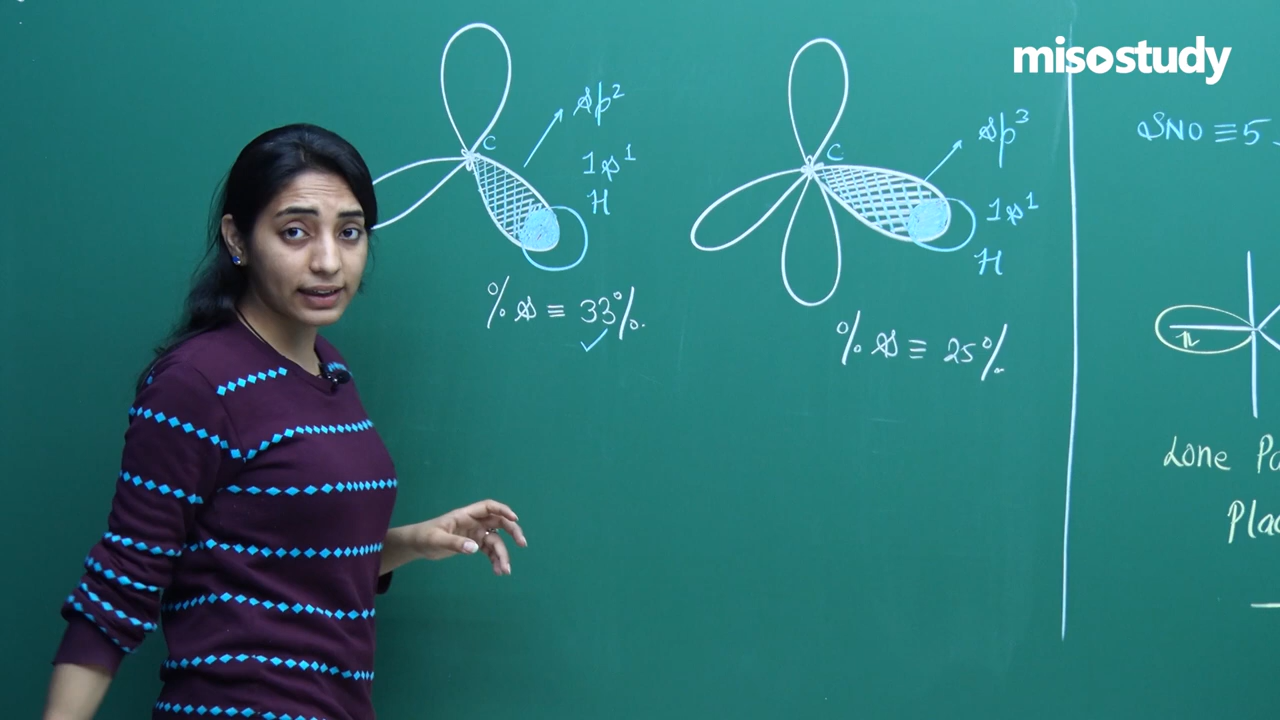 misostudy
C
sp²
1s¹
H
% s ≡ 33%.
C
sp³
1s¹
H
% s ≡ 25%.
SNO ≡ 5
π
Lone Pa
Plac